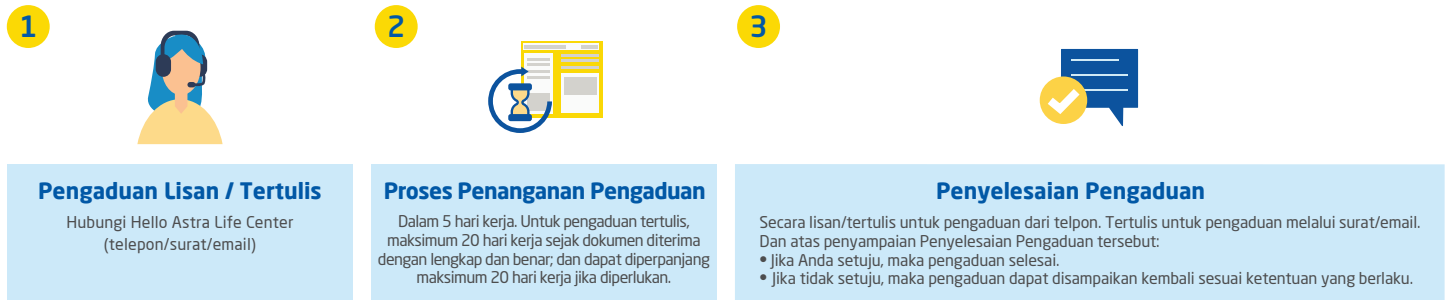 1
Pengaduan Lisan / Tertulis
Hubungi Hello Astra Life Center
(telepon/surat/email)
2
Proses Penanganan Pengaduan
Dalam 5 hari kerja. Untuk pengaduan tertulis,
maksimum 20 hari kerja sejak dokumen diterima
dengan lengkap dan benar; dan dapat diperpanjang
maksimum 20 hari kerja jika diperlukan.
3
Penyelesaian Pengaduan
Secara lisan/tertulis untuk pengaduan dari telpon. Tertulis untuk pengaduan melalui surat/email.
Dan atas penyampaian Penyelesaian Pengaduan tersebut:
• Jika Anda setuju, maka pengaduan selesai.
• Jika tidak setuju, maka pengaduan dapat disampaikan kembali sesuai ketentuan yang berlaku.